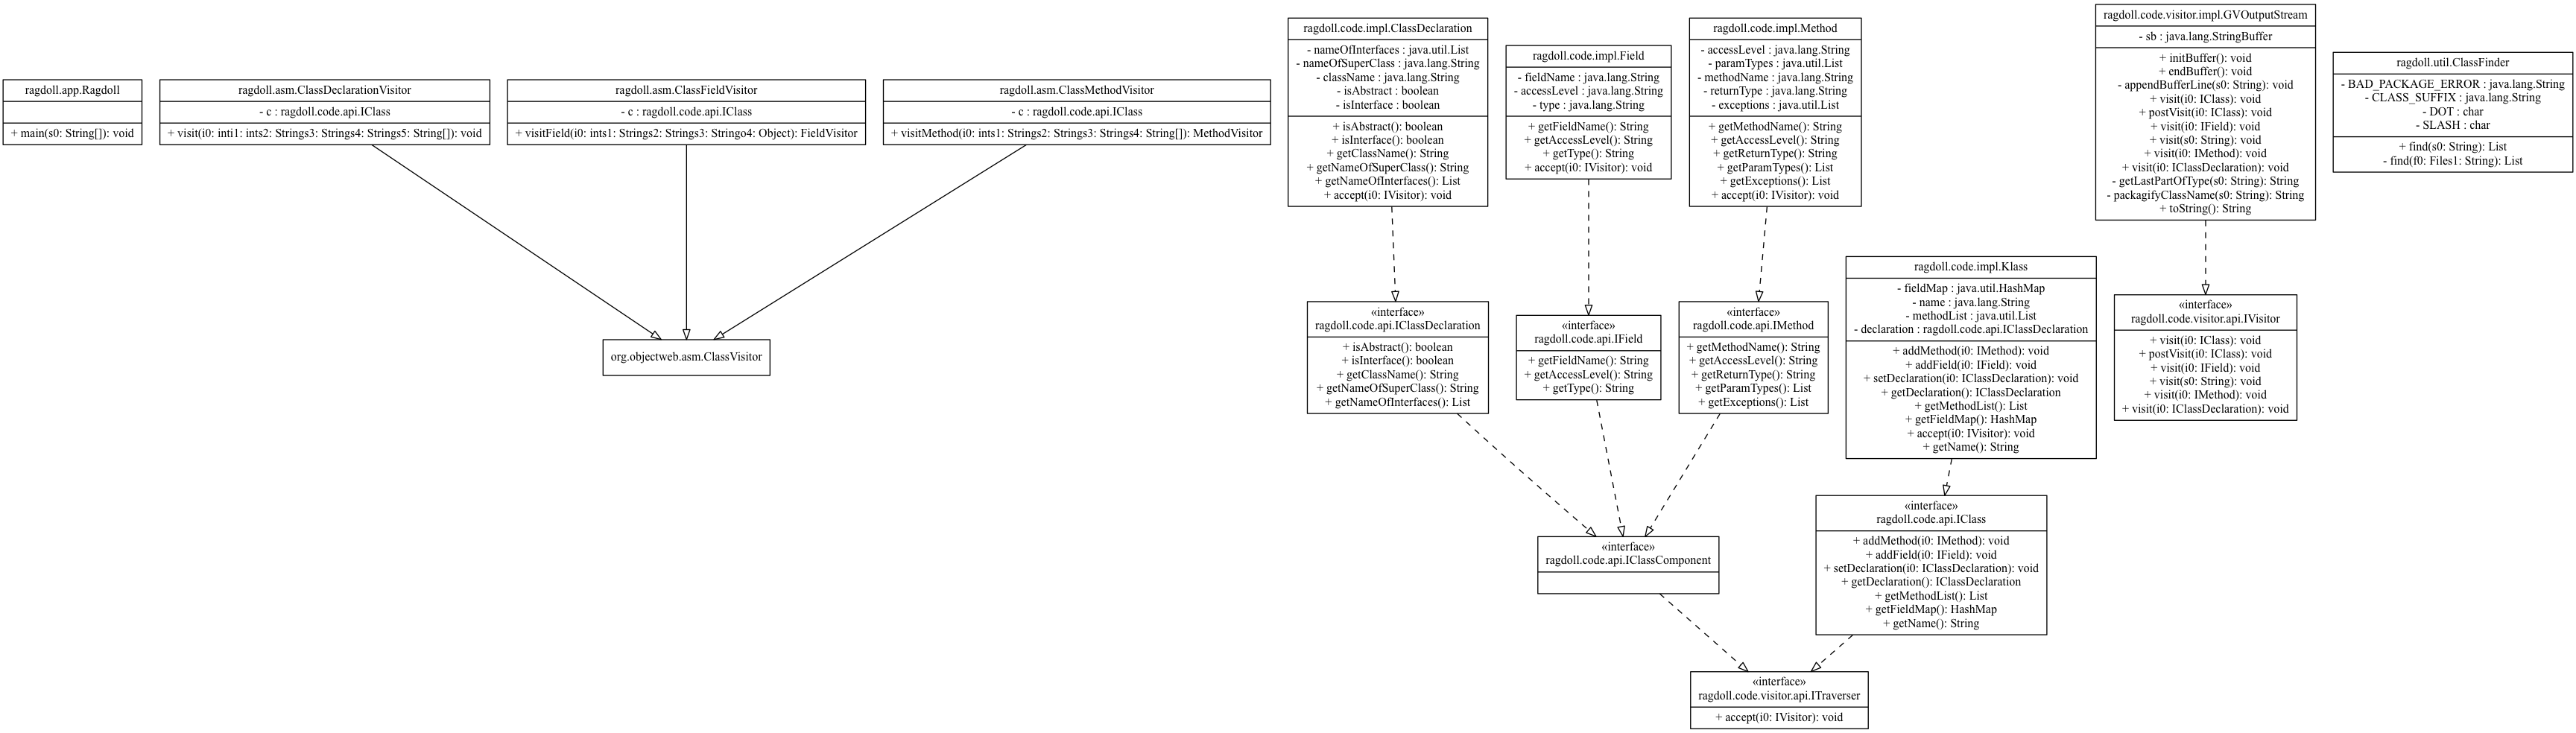 ragdoll.app.Ragdoll
+ main(s0: String[]): void
ragdoll.asm.ClassDeclarationVisitor
- c : ragdoll.code.api.IClass
+ visit(i0: inti1: ints2: Strings3: Strings4: Strings5: String[]): void
ragdoll.asm.ClassFieldVisitor
- c : ragdoll.code.api.IClass
+ visitField(i0: ints1: Strings2: Strings3: Stringo4: Object): FieldVisitor
ragdoll.asm.ClassMethodVisitor
- c : ragdoll.code.api.IClass
+ visitMethod(i0: ints1: Strings2: Strings3: Strings4: String[]): MethodVisitor
org.objectweb.asm.ClassVisitor
ragdoll.code.impl.ClassDeclaration
- nameOfInterfaces : java.util.List
- nameOfSuperClass : java.lang.String
- className : java.lang.String
- isAbstract : boolean
- isInterface : boolean
+ isAbstract(): boolean
+ isInterface(): boolean
+ getClassName(): String
+ getNameOfSuperClass(): String
+ getNameOfInterfaces(): List
+ accept(i0: IVisitor): void
ragdoll.code.impl.Field
- fieldName : java.lang.String
- accessLevel : java.lang.String
- type : java.lang.String
+ getFieldName(): String
+ getAccessLevel(): String
+ getType(): String
+ accept(i0: IVisitor): void
ragdoll.code.impl.Method
- accessLevel : java.lang.String
- paramTypes : java.util.List
- methodName : java.lang.String
- returnType : java.lang.String
- exceptions : java.util.List
+ getMethodName(): String
+ getAccessLevel(): String
+ getReturnType(): String
+ getParamTypes(): List
+ getExceptions(): List
+ accept(i0: IVisitor): void
ragdoll.code.visitor.impl.GVOutputStream
- sb : java.lang.StringBuffer
+ initBuffer(): void
+ endBuffer(): void
- appendBufferLine(s0: String): void
+ visit(i0: IClass): void
+ postVisit(i0: IClass): void
+ visit(i0: IField): void
+ visit(s0: String): void
+ visit(i0: IMethod): void
+ visit(i0: IClassDeclaration): void
- getLastPartOfType(s0: String): String
- packagifyClassName(s0: String): String
+ toString(): String
ragdoll.util.ClassFinder
- BAD_PACKAGE_ERROR : java.lang.String
- CLASS_SUFFIX : java.lang.String
- DOT : char
- SLASH : char
+ find(s0: String): List
- find(f0: Files1: String): List
«interface»
ragdoll.code.api.IClassDeclaration
+ isAbstract(): boolean
+ isInterface(): boolean
+ getClassName(): String
+ getNameOfSuperClass(): String
+ getNameOfInterfaces(): List
«interface»
ragdoll.code.api.IField
+ getFieldName(): String
+ getAccessLevel(): String
+ getType(): String
«interface»
ragdoll.code.api.IMethod
+ getMethodName(): String
+ getAccessLevel(): String
+ getReturnType(): String
+ getParamTypes(): List
+ getExceptions(): List
ragdoll.code.impl.Klass
- fieldMap : java.util.HashMap
- name : java.lang.String
- methodList : java.util.List
- declaration : ragdoll.code.api.IClassDeclaration
+ addMethod(i0: IMethod): void
+ addField(i0: IField): void
+ setDeclaration(i0: IClassDeclaration): void
+ getDeclaration(): IClassDeclaration
+ getMethodList(): List
+ getFieldMap(): HashMap
+ accept(i0: IVisitor): void
+ getName(): String
«interface»
ragdoll.code.visitor.api.IVisitor
+ visit(i0: IClass): void
+ postVisit(i0: IClass): void
+ visit(i0: IField): void
+ visit(s0: String): void
+ visit(i0: IMethod): void
+ visit(i0: IClassDeclaration): void
«interface»
ragdoll.code.api.IClassComponent
«interface»
ragdoll.code.api.IClass
+ addMethod(i0: IMethod): void
+ addField(i0: IField): void
+ setDeclaration(i0: IClassDeclaration): void
+ getDeclaration(): IClassDeclaration
+ getMethodList(): List
+ getFieldMap(): HashMap
+ getName(): String
«interface»
ragdoll.code.visitor.api.ITraverser
+ accept(i0: IVisitor): void